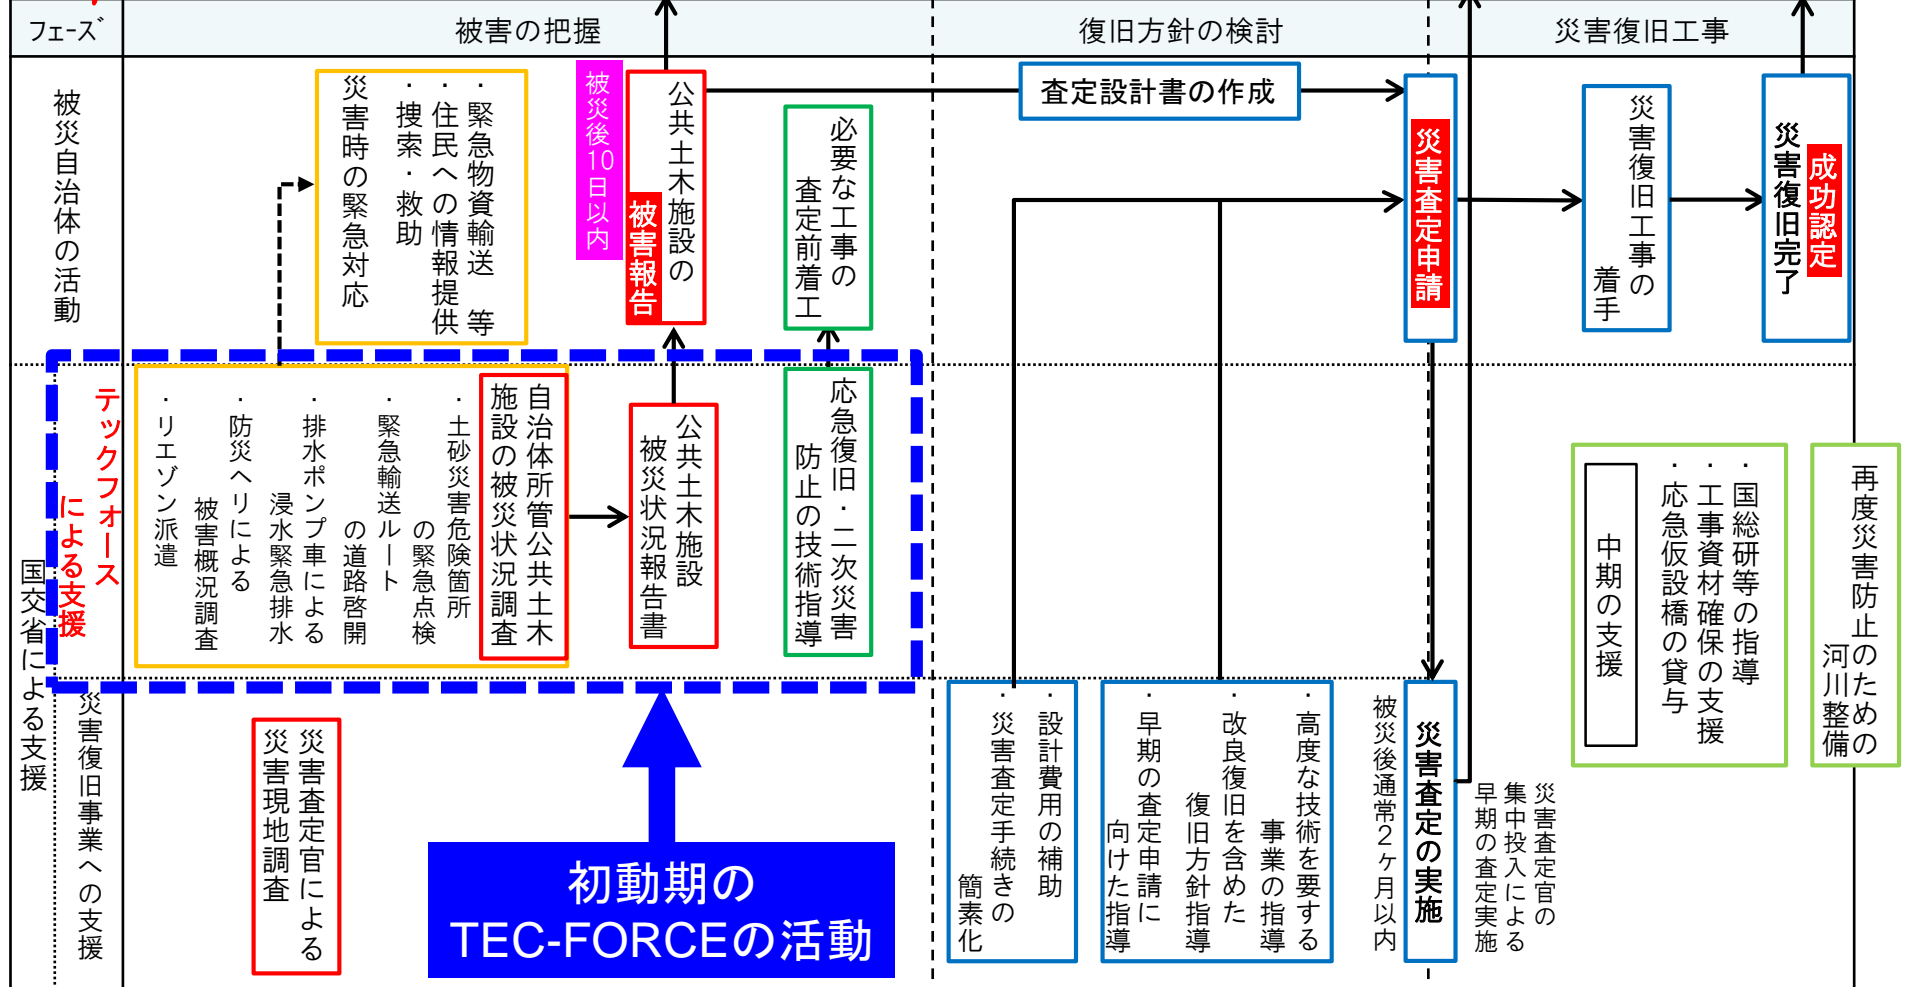 フェーズ
被害の把握
復旧方針の検討
災害復旧工事
被災自治体の活動
・緊急物資輸送　等
・住民への情報提供
・捜索・救助
災害時の緊急対応
被災後10日以内
公共土木施設の
被害報告
必要な工事の
査定前着工
査定設計書の作成
災害査定申請
災害復旧工事の
着手
成功認定
災害復旧完了
国交省による支援
テックフォース
による支援
自治体所管公共土木
施設の被災状況調査
・土砂災害危険箇所
の緊急点検
・緊急輸送ルート
の道路啓開
・排水ポンプ車による
浸水緊急排水
・防災ヘリによる
被害概況調査
・リエゾン派遣
公共土木施設
被災状況報告書
応急復旧・二次災害
防止の技術指導
・国総研等の指導
・工事資材確保の支援
・応急仮設橋の貸与
中期の支援
再度災害防止のための
河川整備
災害復旧事業への支援
災害査定官による
災害現地調査
初動期の
TEC-FORCEの活動
・設計費用の補助
・災害査定手続きの
簡素化
・高度な技術を要する
事業の指導
・改良復旧を含めた
復旧方針指導
・早期の査定申請に
向けた指導
災害査定の実施
被災後通常2ヶ月以内
災害査定官の
集中投入による
早期の査定実施